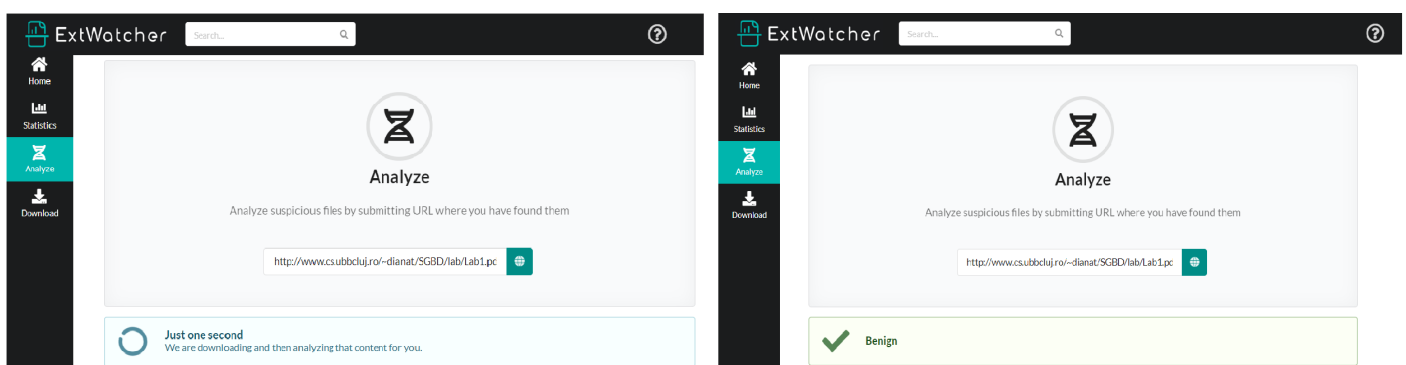 ExtWatcher
Search...
Home
Statistics
Analyze
Download
Analyze
Analyze suspicious files by submitting URL where you have found them
http://www.cs.ubbcluj.ro/~dianat/SGBD/lab/Lab1.pc
Just one second
We are downloading and then analyzing that content for you.
ExtWatcher
Search...
Home
Statistics
Analyze
Download
Analyze
Analyze suspicious files by submitting URL where you have found them
http://www.cs.ubbcluj.ro/~dianat/SGBD/lab/Lab1.pc
Benign